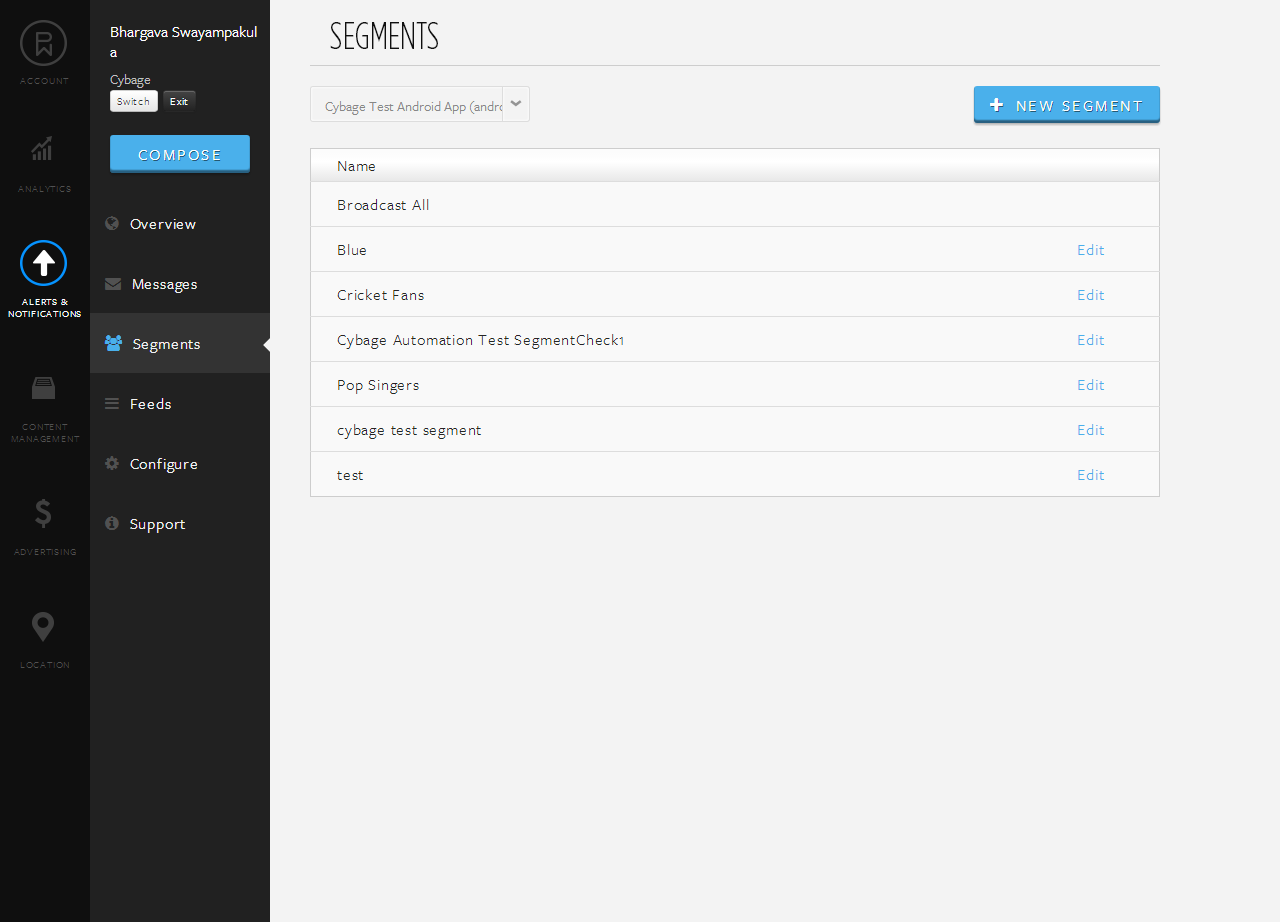 ACCOUNT
ANALYTICS
ALERTS &
NOTIFICATIONS
CONTENT
MANAGEMENT
ADVERTISING
LOCATION
Bhargava Swayampakul
a
Cybage
Switch Exit
COMPOSE
Overview
Messages
Segments
Feeds
Configure
Support
SEGMENTS
Cybage Test Android App (andro
NEW SEGMENT
Name
Broadcast All
Blue Edit
Cricket Fans Edit
Cybage Automation Test SegmentCheck1 Edit
Pop Singers Edit
cybage test segment Edit
test Edit